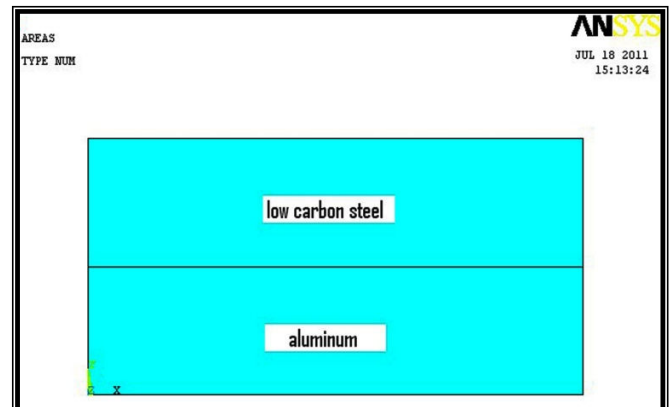 ANSYS
AREAS
TYPE NUM
JUL 18 2011
15:13:24
low carbon steel
aluminum
Z X